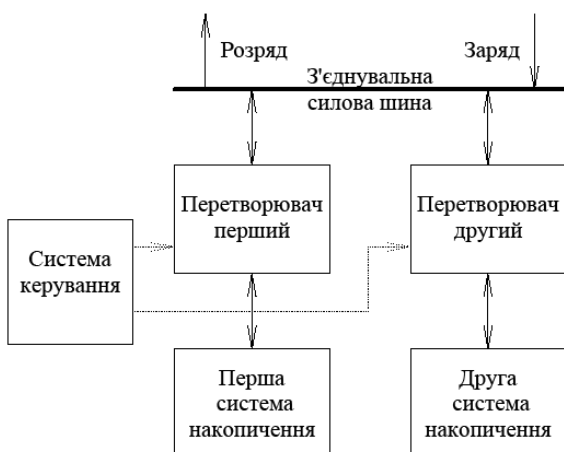 Розряд
Заряд
З'єднувальна
силова шина
Перетворювач
перший
Перетворювач
другий
Система
керування
Перша
система
накопичення
Друга
система
накопичення